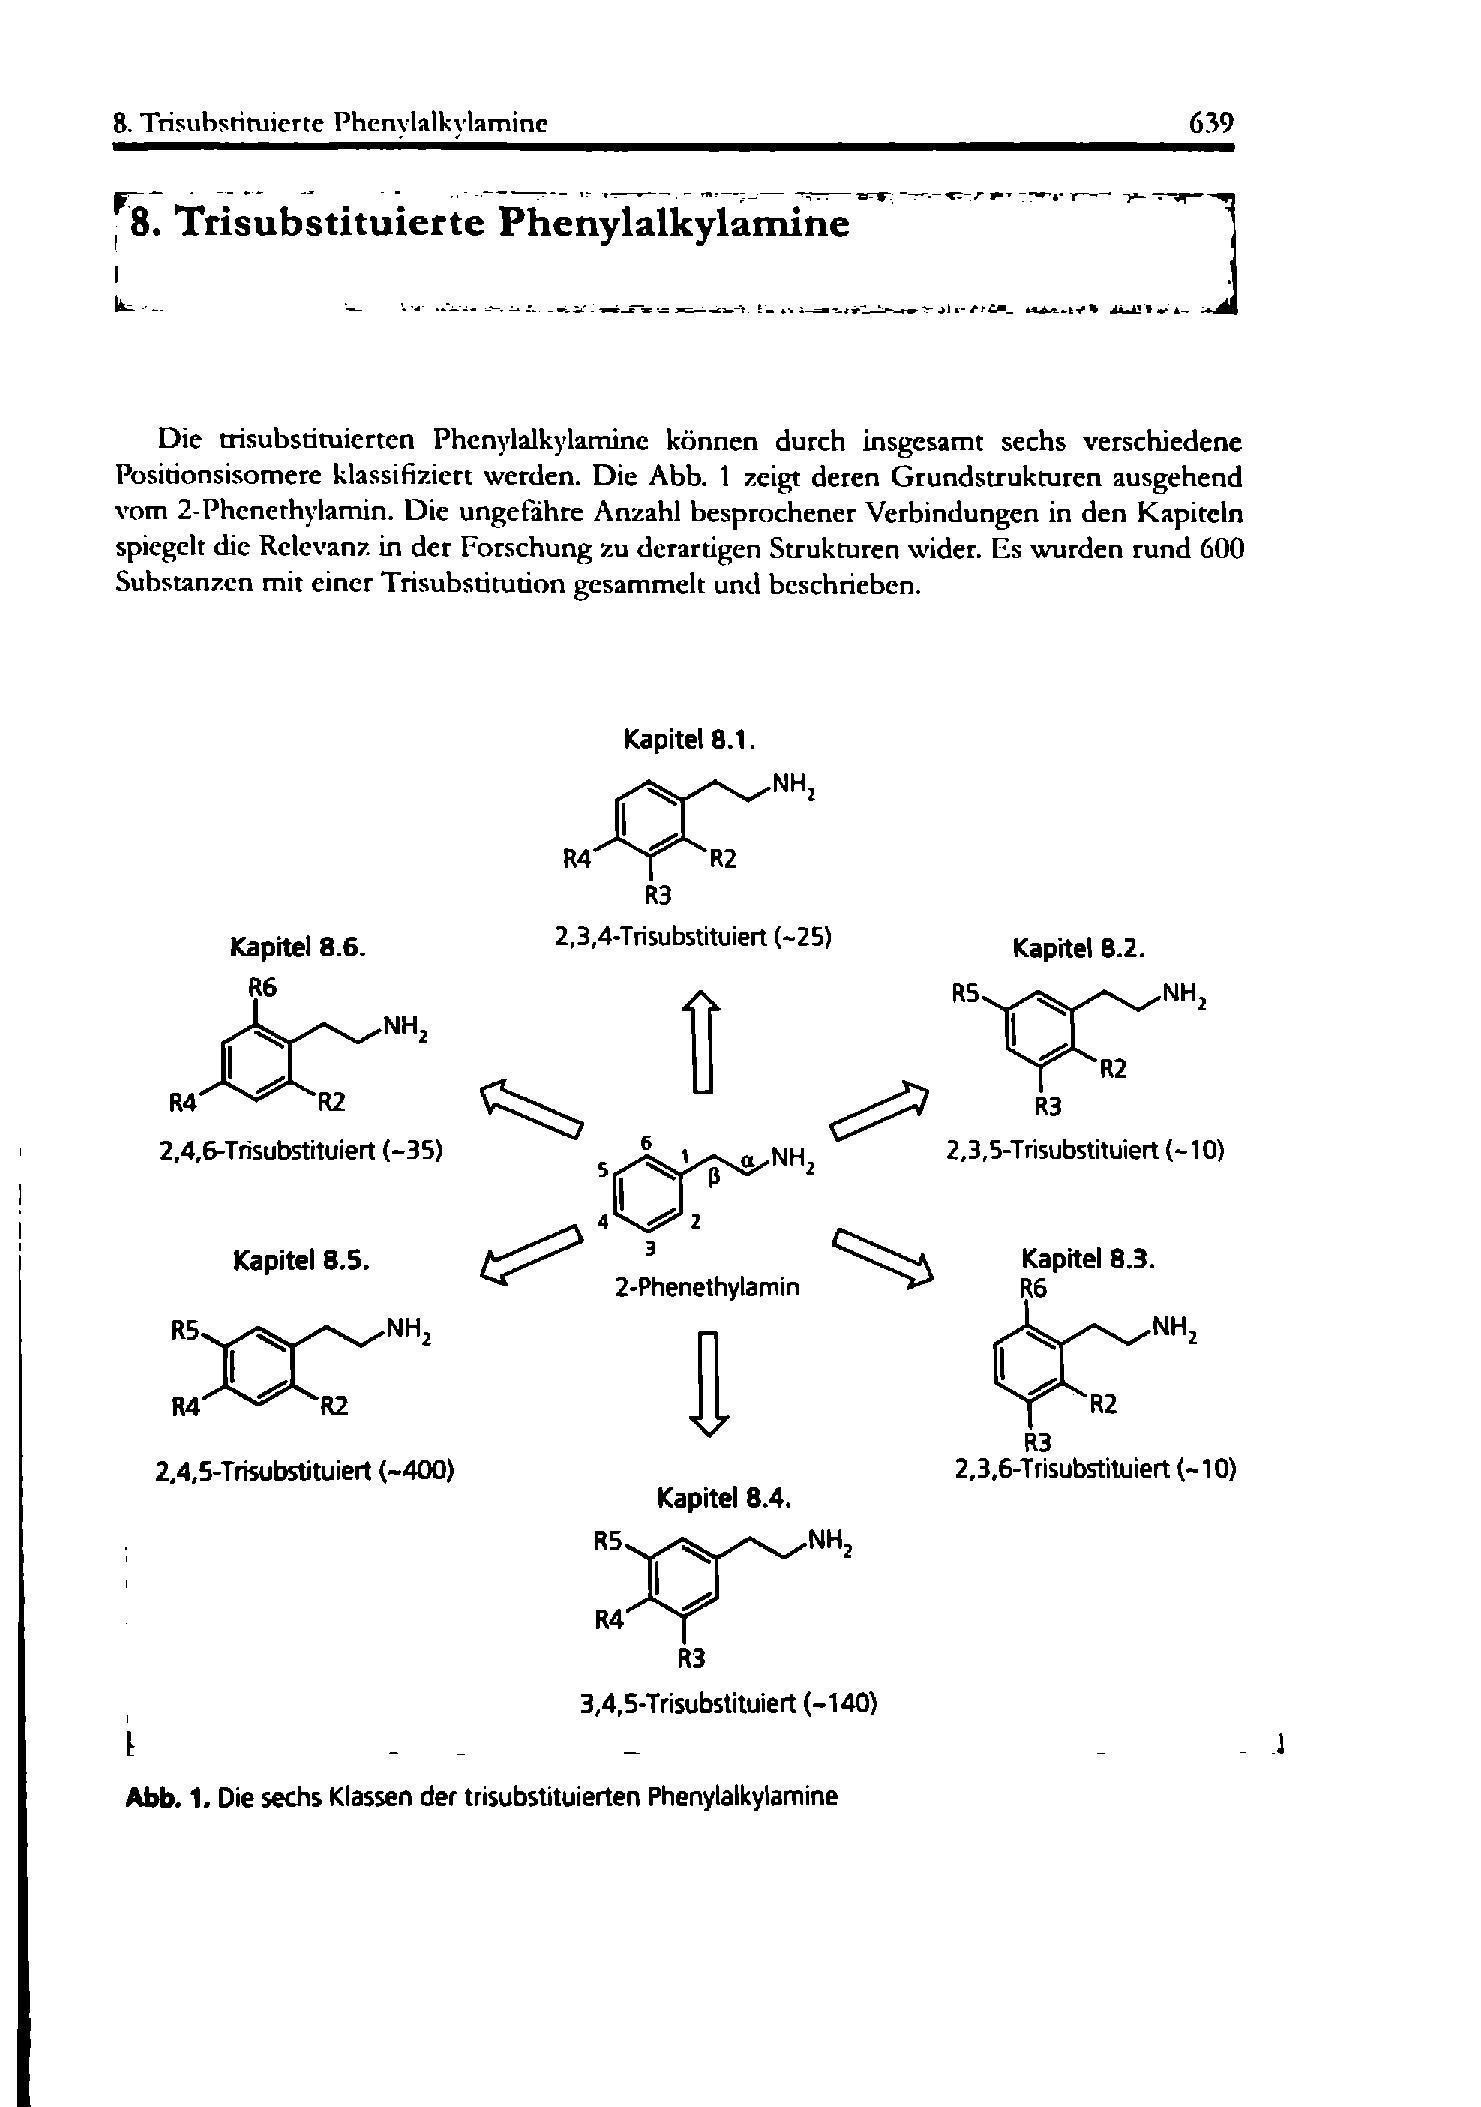 8. Trisubstituierte Phenylalkylamine 639
8. Trisubstituierte Phenylalkylamine
Die trisubstituierten Phenylalkylamine können durch insgesamt sechs verschiedene
Positionsisomere klassifiziert werden. Die Abb. 1 zeigt deren Grundstrukturen ausgehend
vom 2-Phenethylamin. Die ungefähre Anzahl besprochener Verbindungen in den Kapiteln
spiegelt die Relevanz in der Forschung zu derartigen Strukturen wider. Es wurden rund 600
Substanzen mit einer Trisubstitution gesammelt und beschrieben.
Kapitel 8.1.
NH2
R4 R2
R3
2,3,4-Trisubstituiert (~25)
Kapitel 8.6.
R6
NH2
R4 R2
2,4,6-Trisubstituiert (~35)
Kapitel 8.2.
R5 NH2
R2
R3
2,3,5-Trisubstituiert (~10)
6 1 α NH2
5 β
4 2
3
2-Phenethylamin
Kapitel 8.5.
R5 NH2
R4 R2
2,4,5-Trisubstituiert (~400)
Kapitel 8.3.
R6
NH2
R2
R3
2,3,6-Trisubstituiert (~10)
Kapitel 8.4.
R5 NH2
R4
R3
3,4,5-Trisubstituiert (~140)
Abb. 1. Die sechs Klassen der trisubstituierten Phenylalkylamine